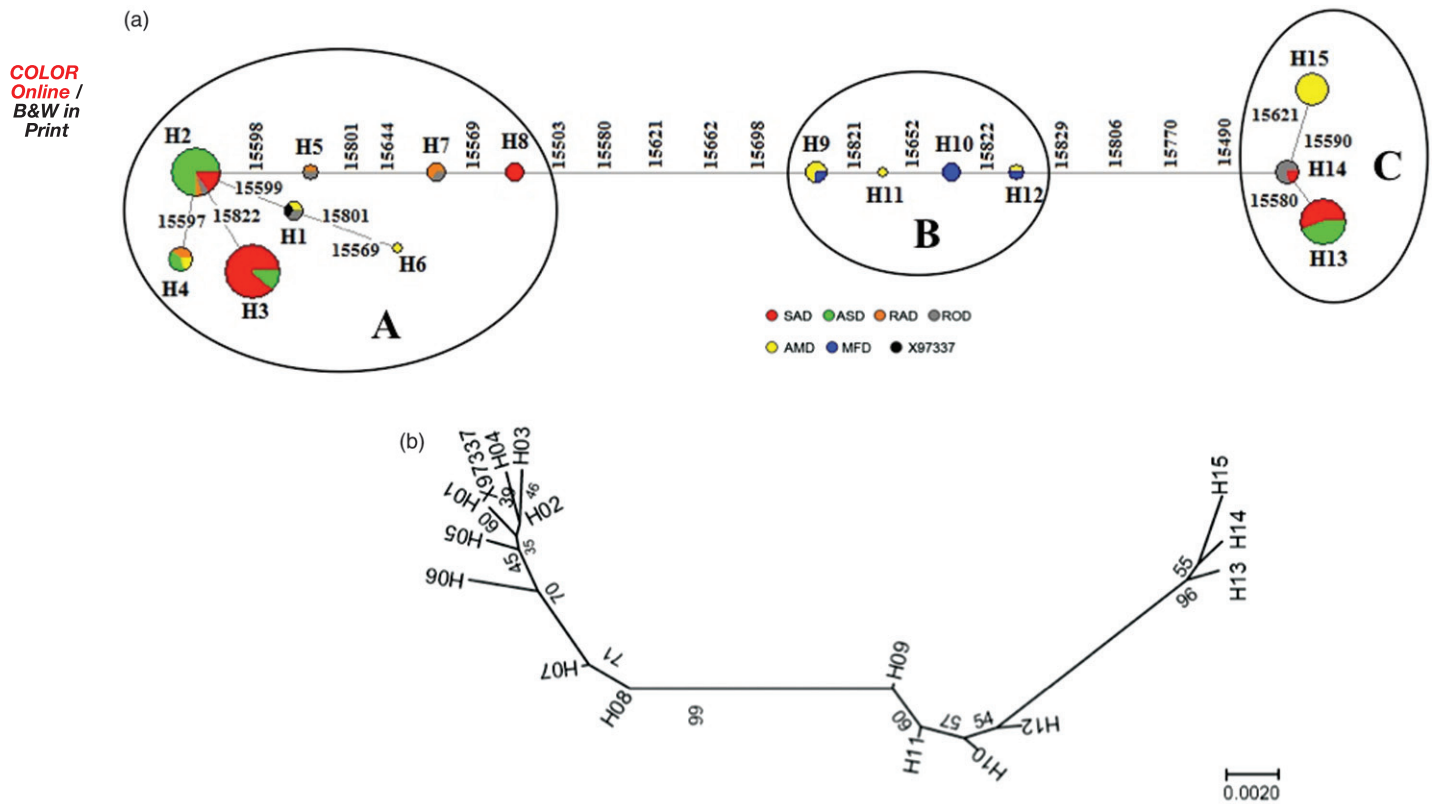 (a)
COLOR
Online /
B&W in
Print
H2
15598
H5
15801
15644
H7
15569
H8
15503
15580
15621
15662
15698
H9
15821
H11
15652
H10
15822
H12
15829
15806
15770
15490
15599
15597
15822
H1
15801
15569
H6
H4
H3
A
B
H15
15621
15590
H14
15580
H13
C
SAD ASD RAD ROD
AMD MFD X97337
(b)
X97337
H04
H03
39
46
H01
60
H02
H05
45
35
H06
70
H07
71
H08
99
H09
60
H11
57
H10
54
H12
H15
55
H14
H13
96
0.0020